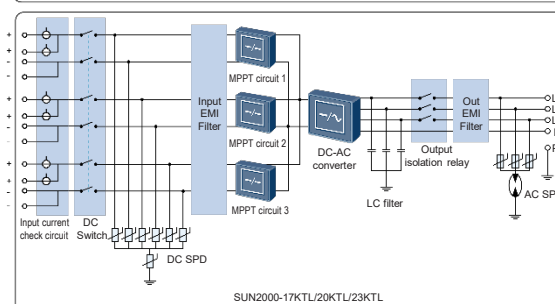 +
+
-
-
+
+
-
-
+
+
-
-
Input current
check circuit
DC
Switch
Input
EMI
Filter
MPPT circuit 1
MPPT circuit 2
MPPT circuit 3
DC SPD
DC-AC
converter
LC filter
Output
isolation relay
Out
EMI
Filter
L
L
L
AC SP
SUN2000-17KTL/20KTL/23KTL